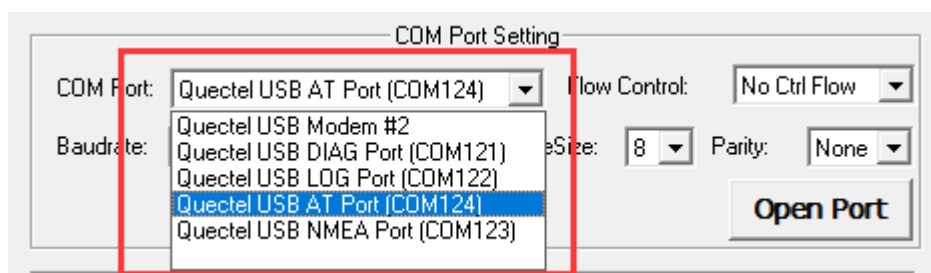 COM Port Setting
COM Port: Quectel USB AT Port (COM124) Flow Control: No Ctrl Flow
Quectel USB Modem #2
Baudrate: Quectel USB DIAG Port (COM121) eSize: 8 Parity: None
Quectel USB LOG Port (COM122)
Quectel USB AT Port (COM124)
Open Port
Quectel USB NMEA Port (COM123)